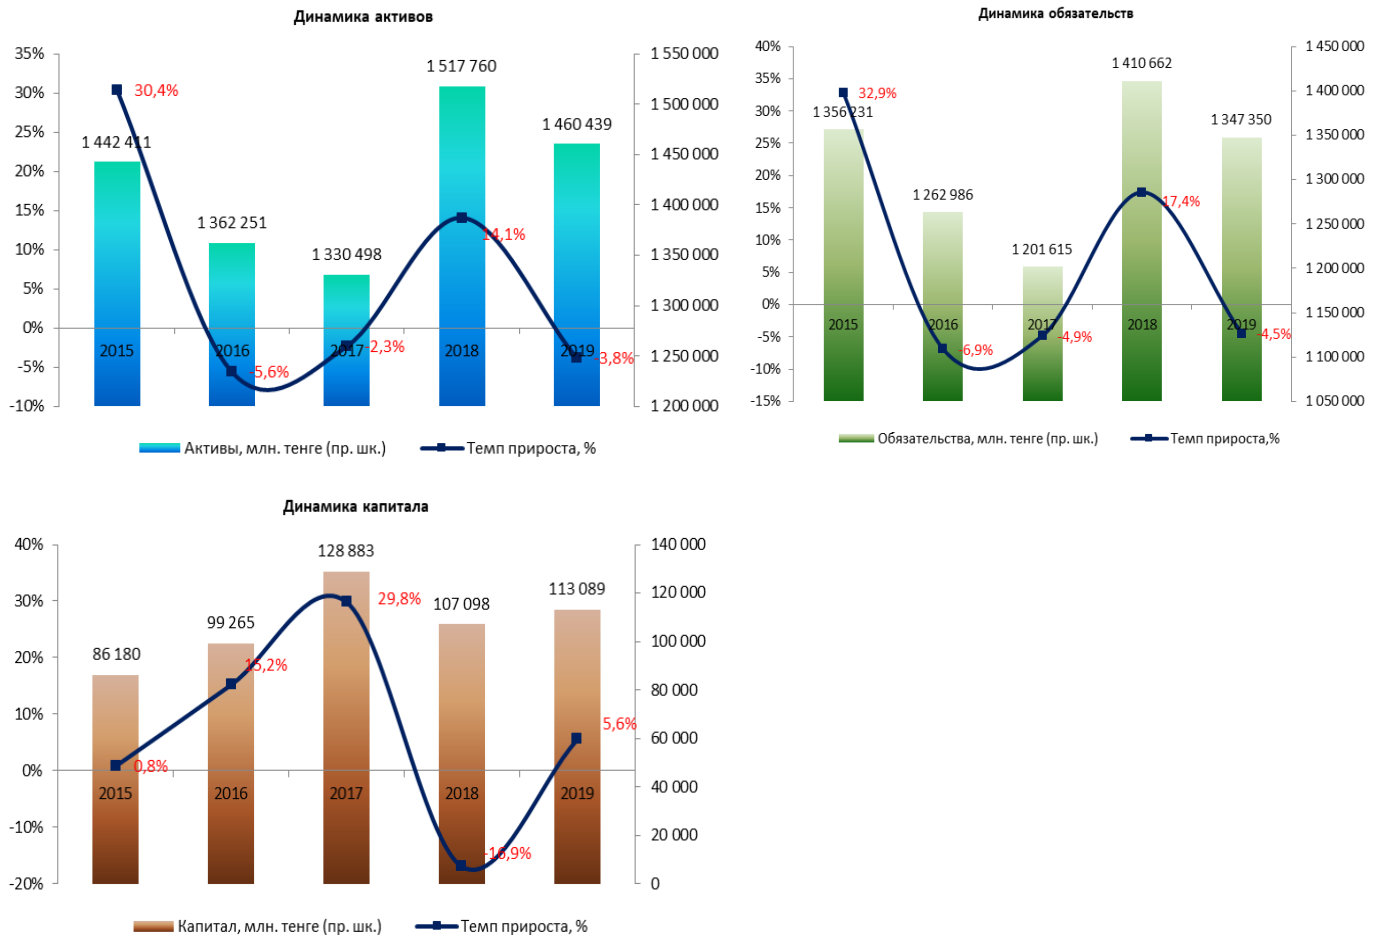 Динамика активов
35%
30%
25%
20%
15%
10%
5%
0%
-5%
-10%
1 550 000
1 500 000
1 450 000
1 400 000
1 350 000
1 300 000
1 250 000
1 200 000
1 442 411
1 362 251
1 330 498
1 517 760
1 460 439
30,4%
-5,6%
-2,3%
14,1%
-3,8%
2015
2016
2017
2018
2019
Активы, млн. тенге (пр. шк.)
Темп прироста, %
Динамика обязательств
40%
35%
30%
25%
20%
15%
10%
5%
0%
-5%
-10%
-15%
1 450 000
1 400 000
1 350 000
1 300 000
1 250 000
1 200 000
1 150 000
1 100 000
1 050 000
1 356 231
1 262 986
1 201 615
1 410 662
1 347 350
32,9%
-6,9%
-4,9%
17,4%
-4,5%
2015
2016
2017
2018
2019
Обязательства, млн. тенге (пр. шк.)
Темп прироста,%
Динамика капитала
40%
30%
20%
10%
0%
-10%
-20%
140 000
120 000
100 000
80 000
60 000
40 000
20 000
0
86 180
99 265
128 883
107 098
113 089
0,8%
15,2%
29,8%
-16,9%
5,6%
2015
2016
2017
2018
2019
Капитал, млн. тенге (пр. шк.)
Темп прироста, %